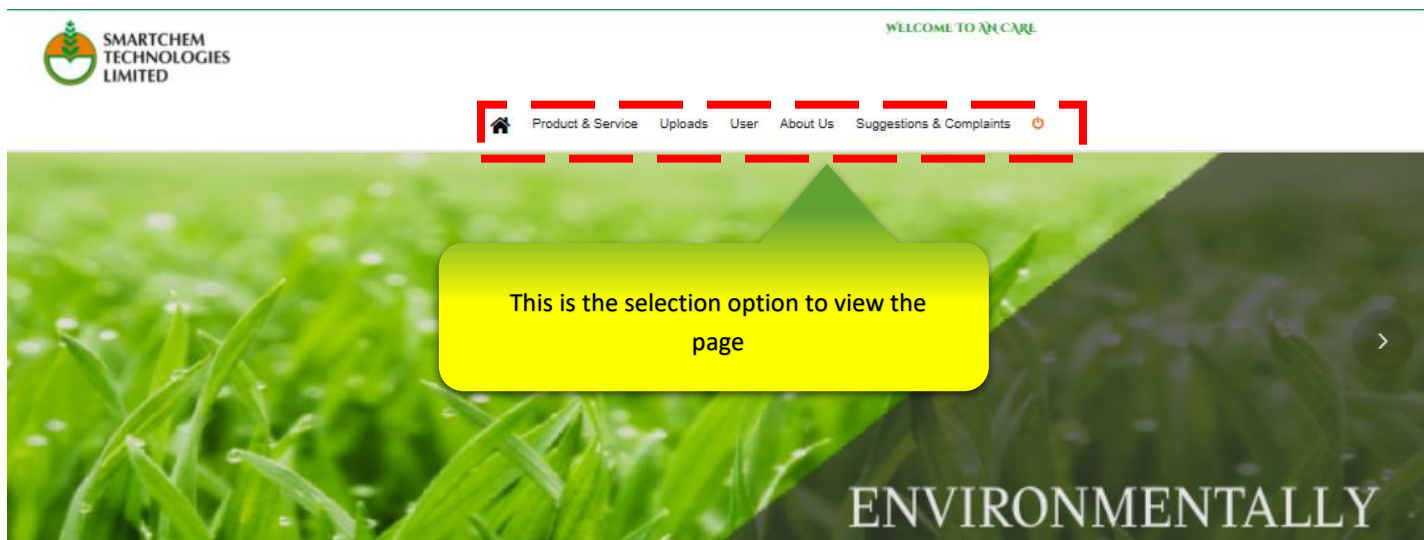 WELCOME TO AN CARE
SMARTCHEM
TECHNOLOGIES
LIMITED
Product & Service Uploads User About Us Suggestions & Complaints
This is the selection option to view the
page
ENVIRONMENTALLY